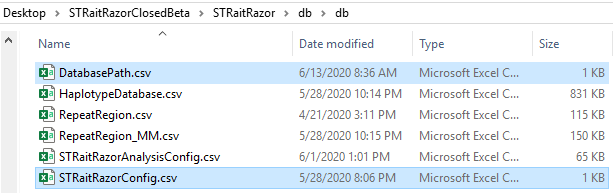 Desktop > STRaitRazorClosedBeta > STRaitRazor > db > db
Name Date modified Type Size
DatabasePath.csv 6/13/2020 8:36 AM Microsoft Excel C... 1 KB
HaplotypeDatabase.csv 5/28/2020 10:14 PM Microsoft Excel C... 831 KB
RepeatRegion.csv 4/21/2020 3:11 PM Microsoft Excel C... 115 KB
RepeatRegion_MM.csv 5/28/2020 10:15 PM Microsoft Excel C... 150 KB
STRaitRazorAnalysisConfig.csv 6/1/2020 1:01 PM Microsoft Excel C... 65 KB
STRaitRazorConfig.csv 5/28/2020 8:06 PM Microsoft Excel C... 1 KB